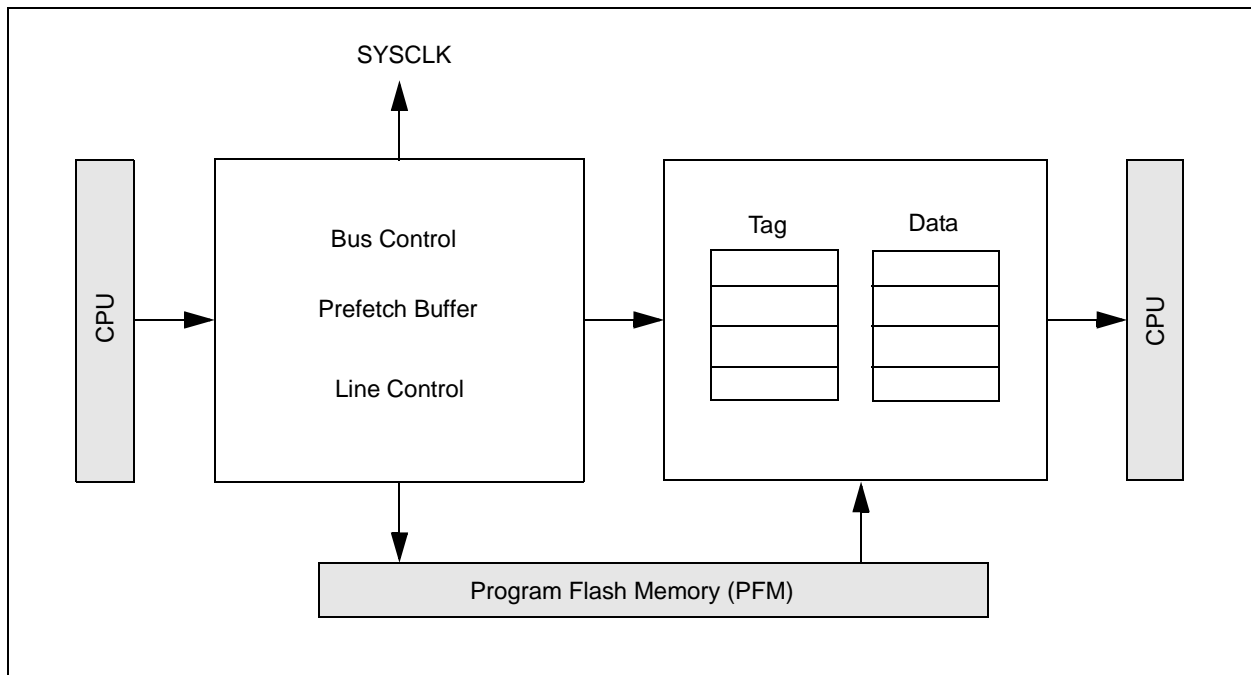 SYSCLK
CPU
Bus Control
Prefetch Buffer
Line Control
Tag
Data
CPU
Program Flash Memory (PFM)